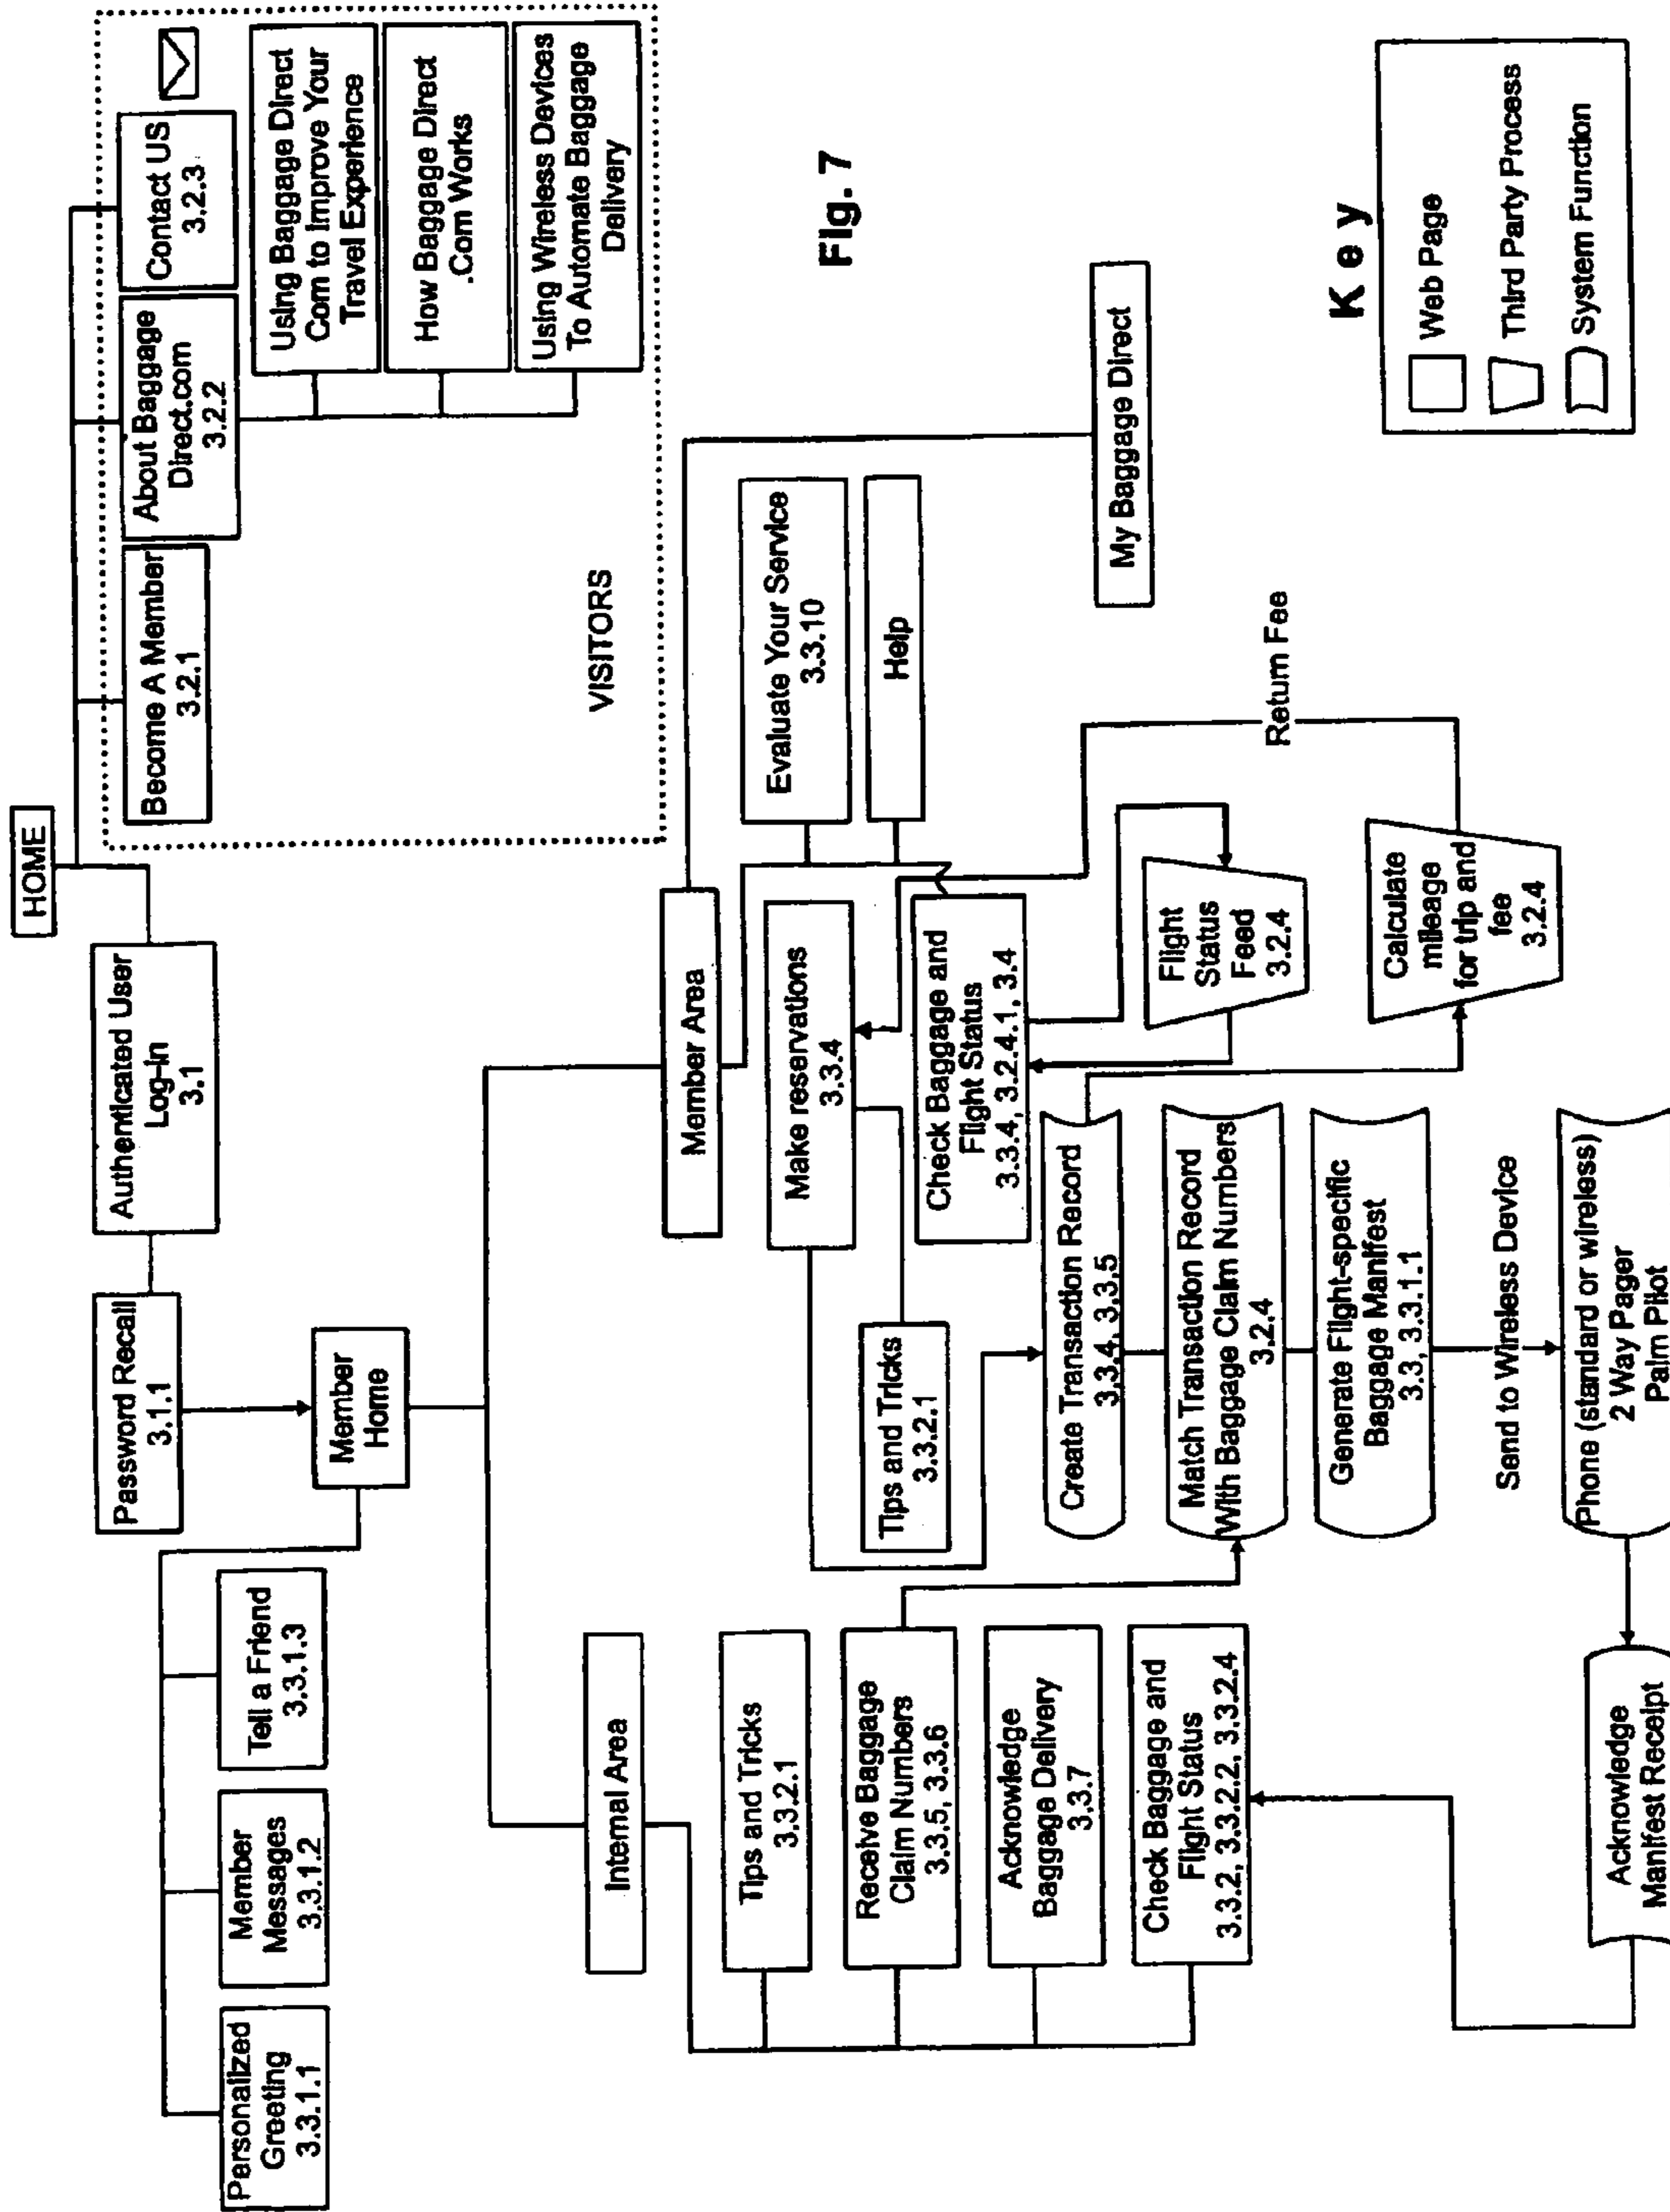 HOME
Authenticated User
Log-in
3.1
Password Recall
3.1.1
Member
Home
Personalized
Greeting
3.3.1.1
Member
Messages
3.3.1.2
Tell a Friend
3.3.1.3
Become A Member
3.2.1
About Baggage
Direct.com
3.2.2
Contact US
3.2.3
Using Baggage Direct
Com to Improve Your
Travel Experience
How Baggage Direct
.Com Works
Using Wireless Devices
To Automate Baggage
Delivery
VISITORS
Internal Area
Tips and Tricks
3.3.2.1
Receive Baggage
Claim Numbers
3.3.5, 3.3.6
Acknowledge
Baggage Delivery
3.3.7
Check Baggage and
Flight Status
3.3.2, 3.3.2.2, 3.3.2.4
Member Area
Make reservations
3.3.4
Tips and Tricks
3.3.2.1
Check Baggage and
Flight Status
3.3.4, 3.2.4.1, 3.4
Evaluate Your Service
3.3.10
Help
My Baggage Direct
Create Transaction Record
3.3.4, 3.3.5
Match Transaction Record
With Baggage Claim Numbers
3.2.4
Generate Flight-specific
Baggage Manifest
3.3, 3.3.1.1
Flight
Status
Feed
3.2.4
Calculate
mileage
for trip and
fee
3.2.4
Return Fee
Send to Wireless Device
Phone (standard or wireless)
2 Way Pager
Palm Pilot
Acknowledge
Manifest Receipt
Fig. 7
Key
Web Page
Third Party Process
System Function